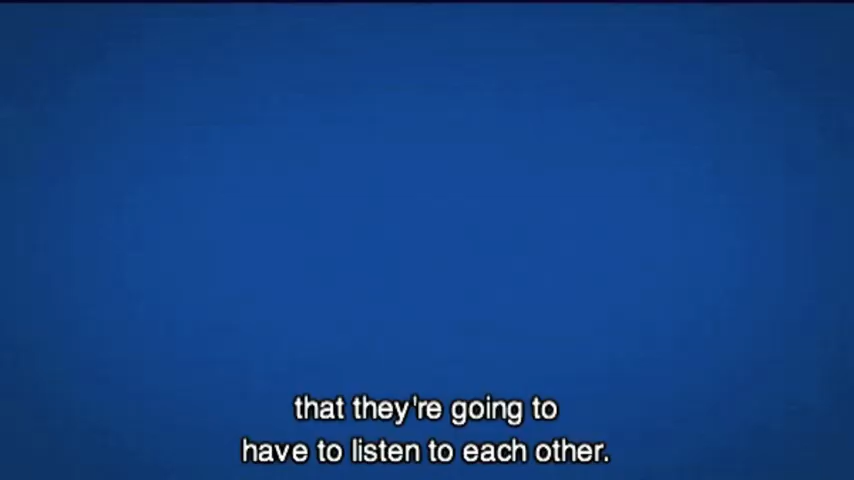 that they're going to
have to listen to each other.